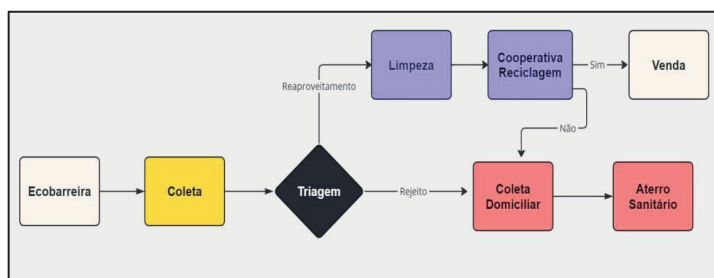 Limpeza
Cooperativa
Reciclagem
Sim
Venda
Reaproveitamento
Não
Ecobarreira
Coleta
Triagem
Rejeito
Coleta
Domiciliar
Aterro
Sanitário